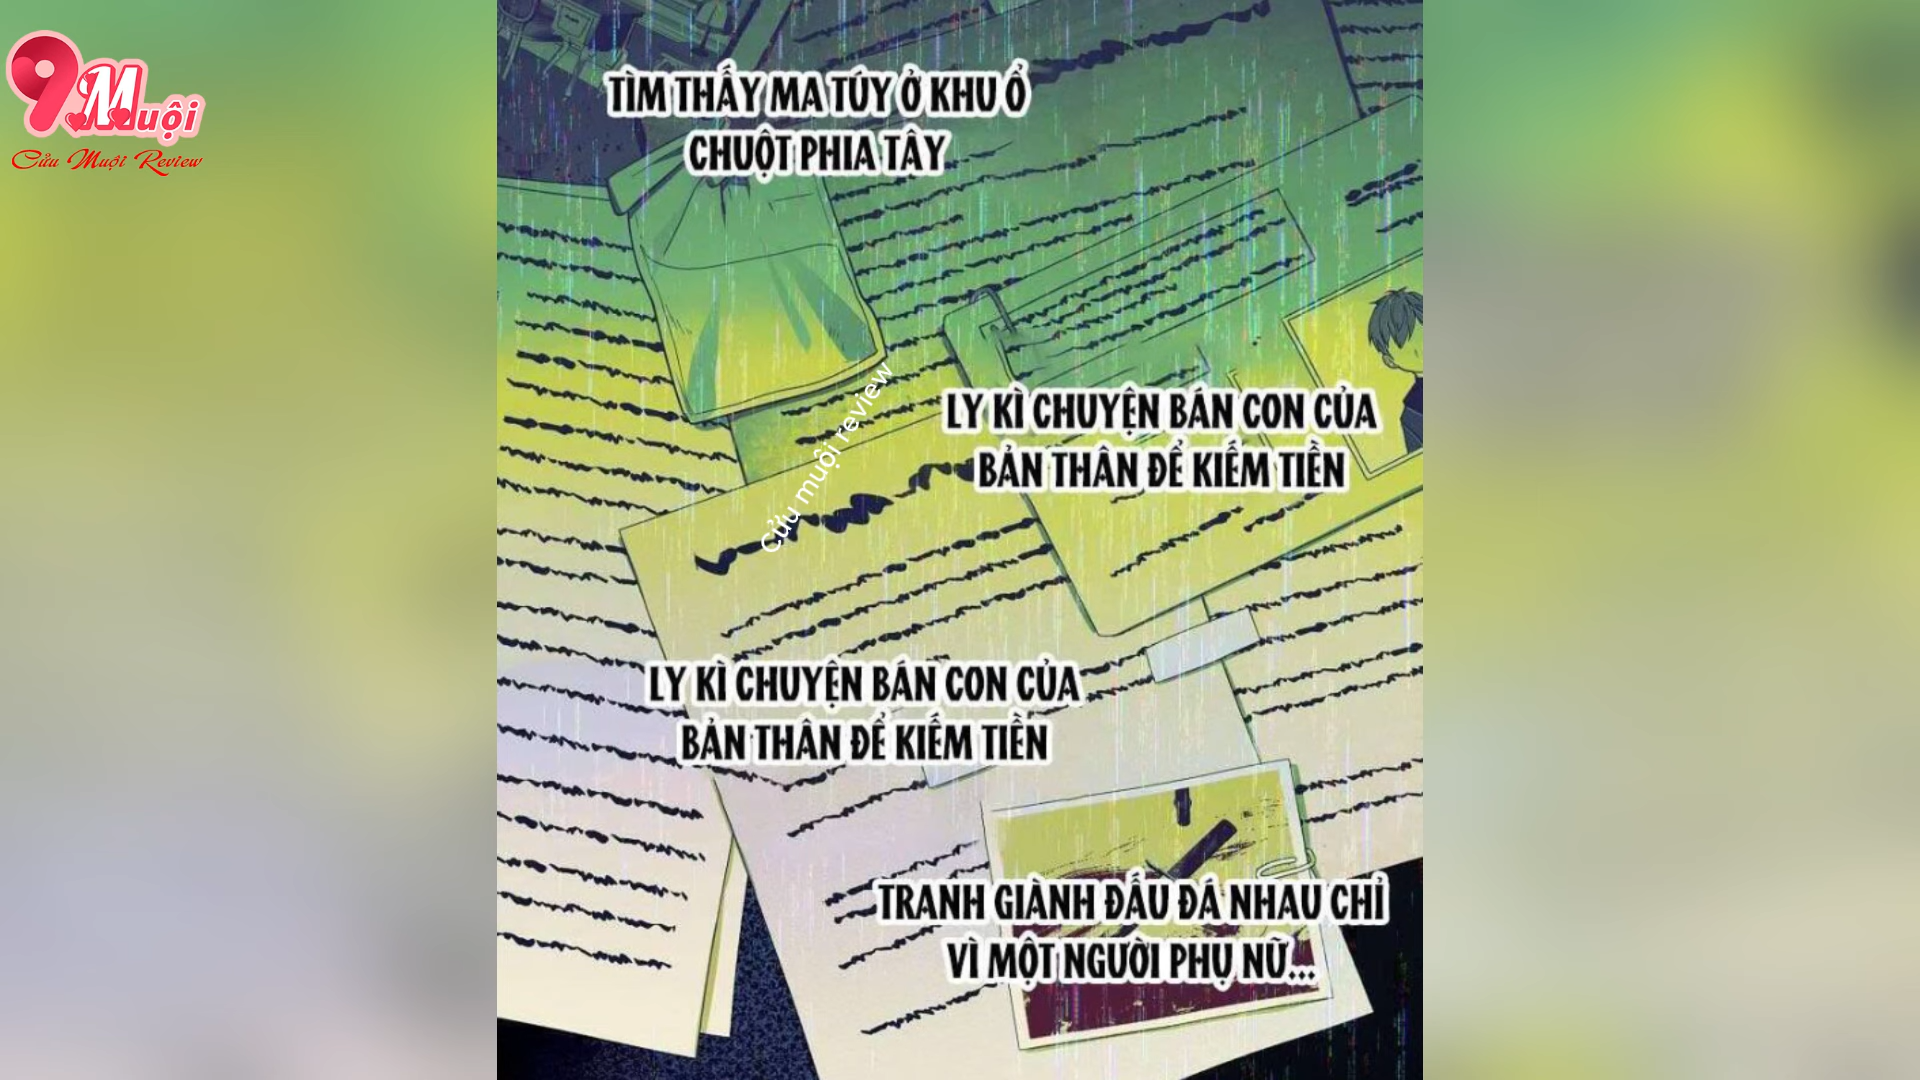 9Muội
Cửu Muội Review
TÌM THẤY MA TÚY Ở KHU Ổ
CHUỘT PHIA TÂY
LY KÌ CHUYỆN BÁN CON CỦA
BẢN THÂN ĐỂ KIẾM TIỀN
Cửu muội review
LY KÌ CHUYỆN BÁN CON CỦA
BẢN THÂN ĐỂ KIẾM TIỀN
TRANH GIÀNH ĐẤU ĐÁ NHAU CHỈ
VÌ MỘT NGƯỜI PHỤ NỮ...